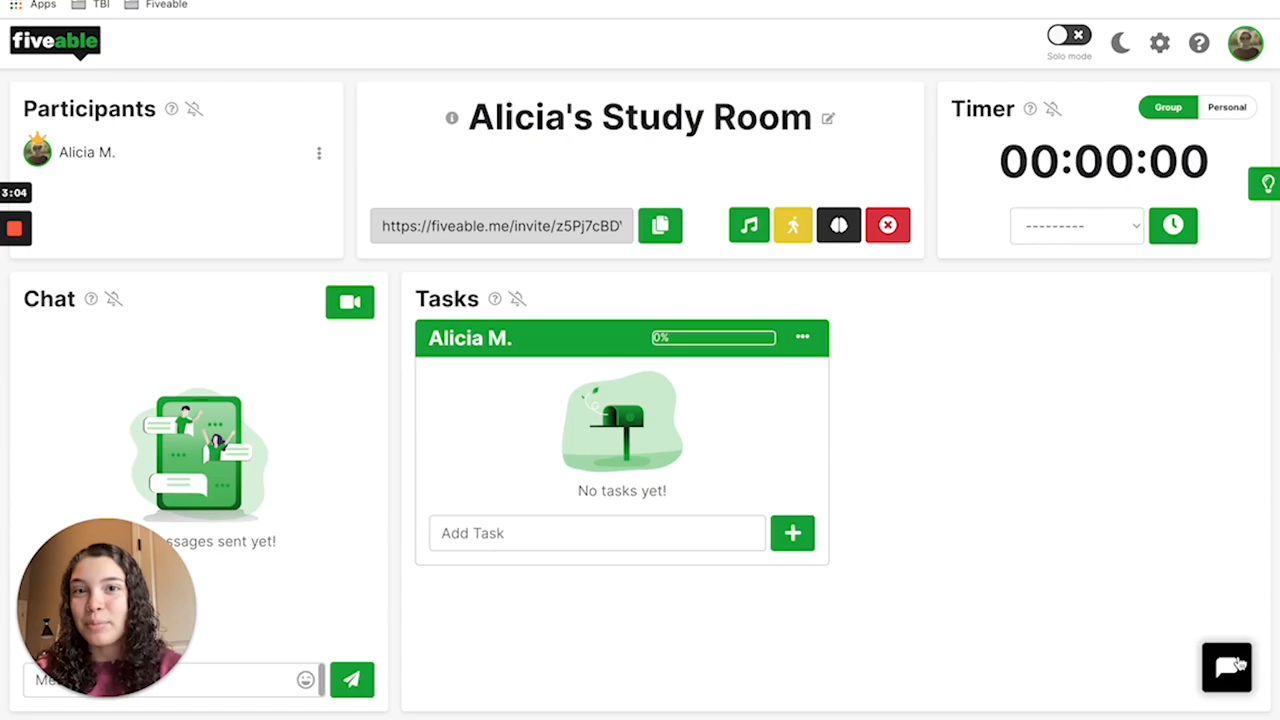 Apps
TBI
Fiveable
fiveable
Solo mode
Participants
Alicia M.
3:04
Alicia's Study Room
https://fiveable.me/invite/z5Pj7cBD
Timer
Group
Personal
00:00:00
---------
Chat
ssages sent yet!
Me
Tasks
Alicia M.
0%
No tasks yet!
Add Task